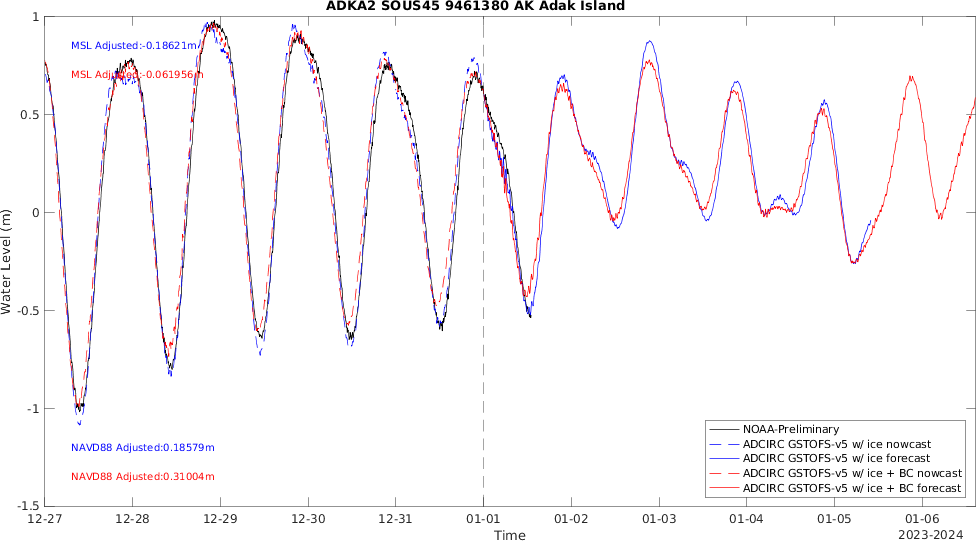 ADKA2 SOUS45 9461380 AK Adak Island
MSL Adjusted:-0.18621m
MSL Adjusted:-0.061956m
NAVD88 Adjusted:0.18579m
NAVD88 Adjusted:0.31004m
Water Level (m)
1
0.5
0
-0.5
-1
-1.5
NOAA-Preliminary
ADCIRC GSTOFS-v5 w/ ice nowcast
ADCIRC GSTOFS-v5 w/ ice forecast
ADCIRC GSTOFS-v5 w/ ice + BC nowcast
ADCIRC GSTOFS-v5 w/ ice + BC forecast
12-27 12-28 12-29 12-30 12-31 01-01 01-02 01-03 01-04 01-05 01-06
Time
2023-2024